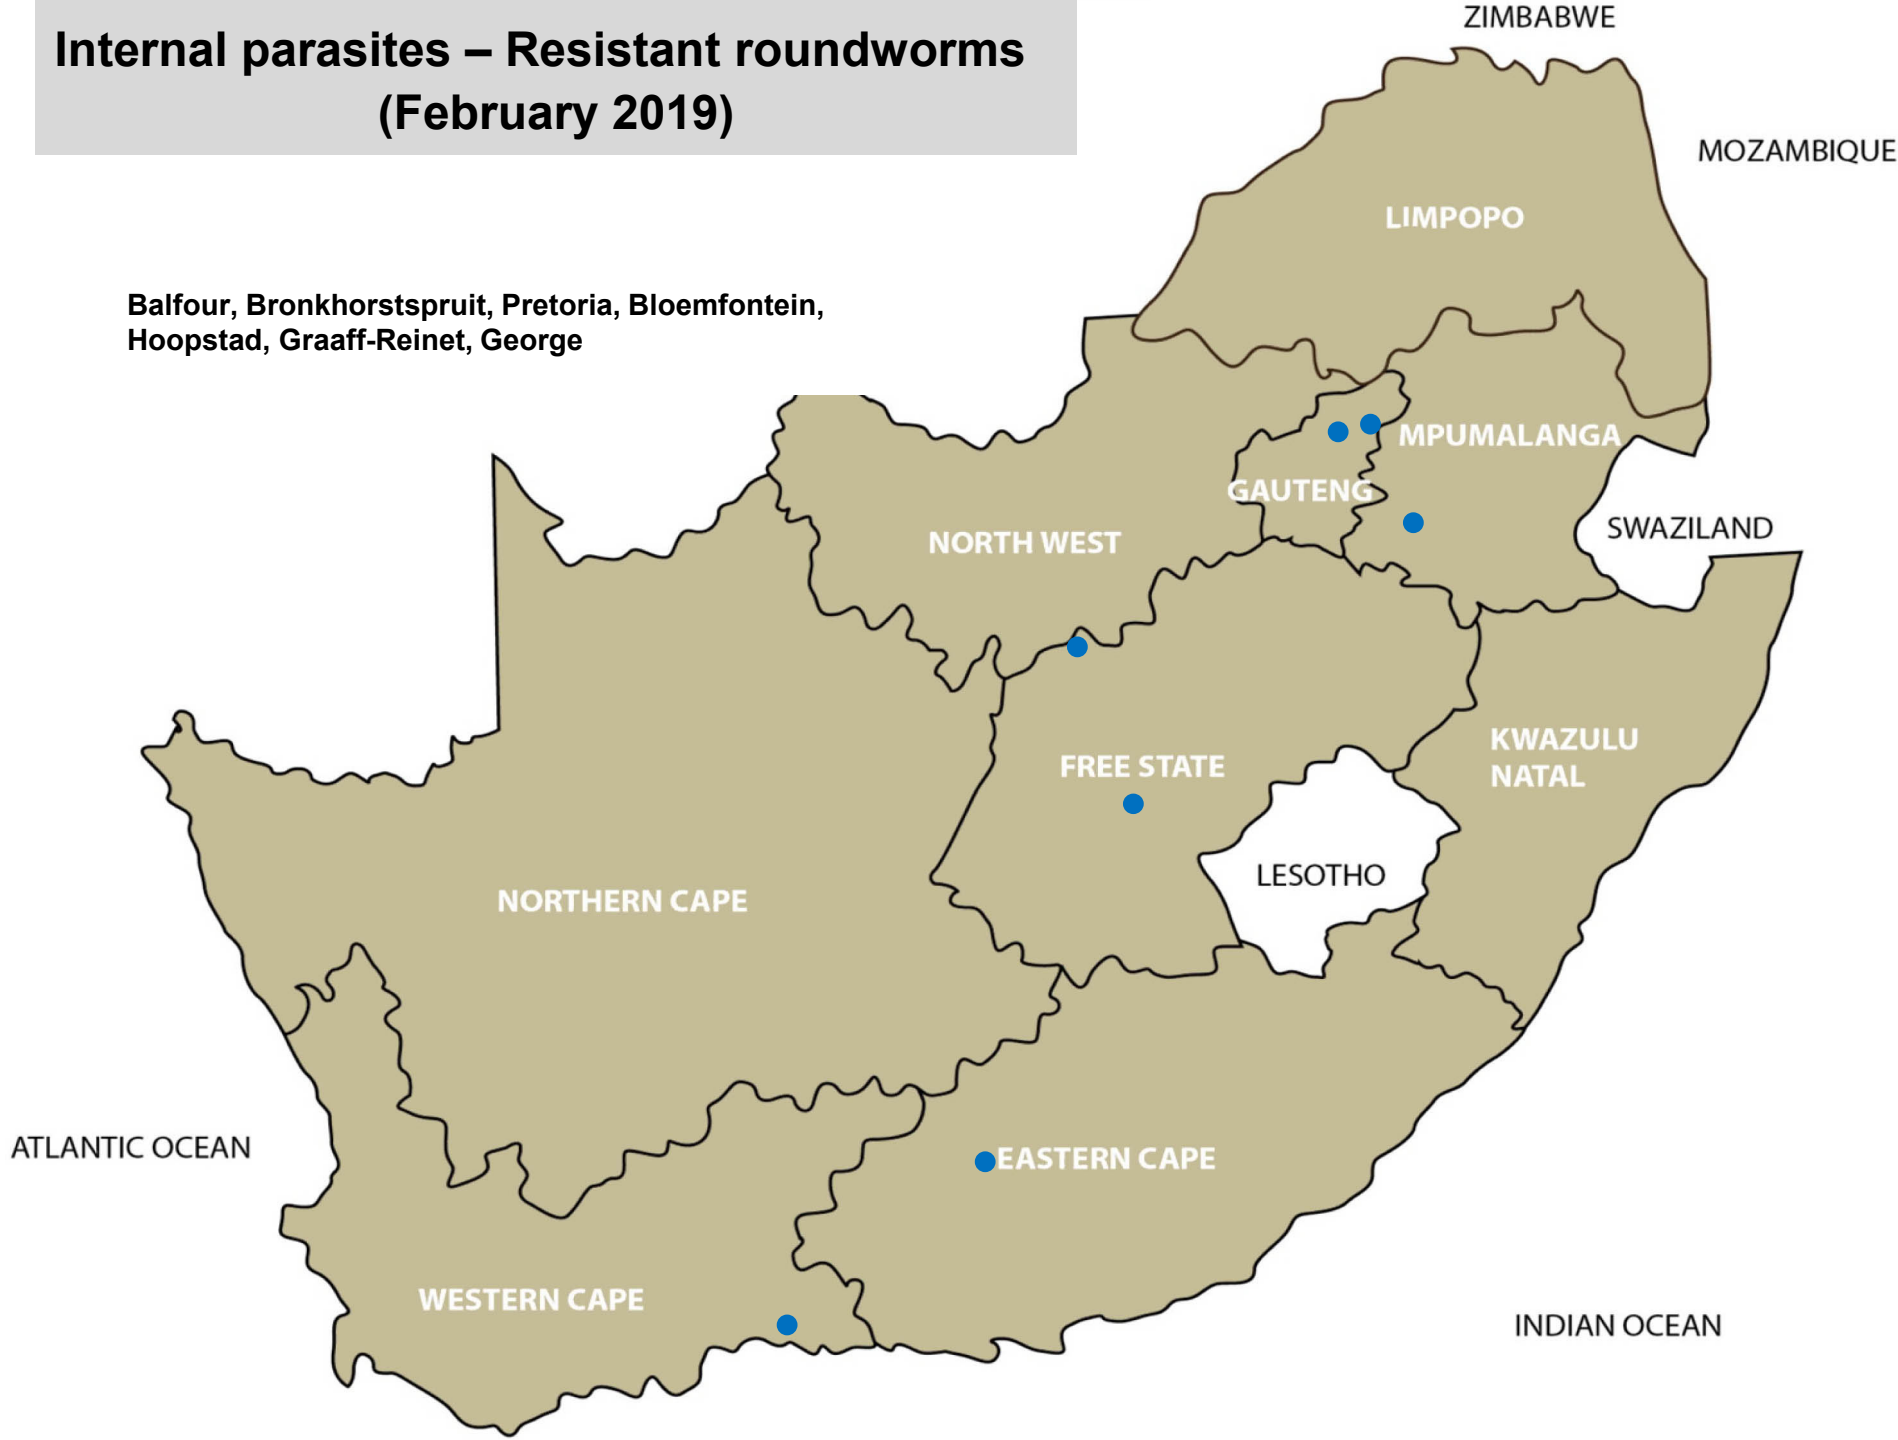 Internal parasites – Resistant roundworms
(February 2019)
ZIMBABWE
MOZAMBIQUE
LIMPOPO
Balfour, Bronkhorstspruit, Pretoria, Bloemfontein,
Hoopstad, Graaff-Reinet, George
MPUMALANGA
GAUTENG
NORTH WEST
SWAZILAND
KWAZULU
NATAL
FREE STATE
LESOTHO
NORTHERN CAPE
ATLANTIC OCEAN
EASTERN CAPE
WESTERN CAPE
INDIAN OCEAN